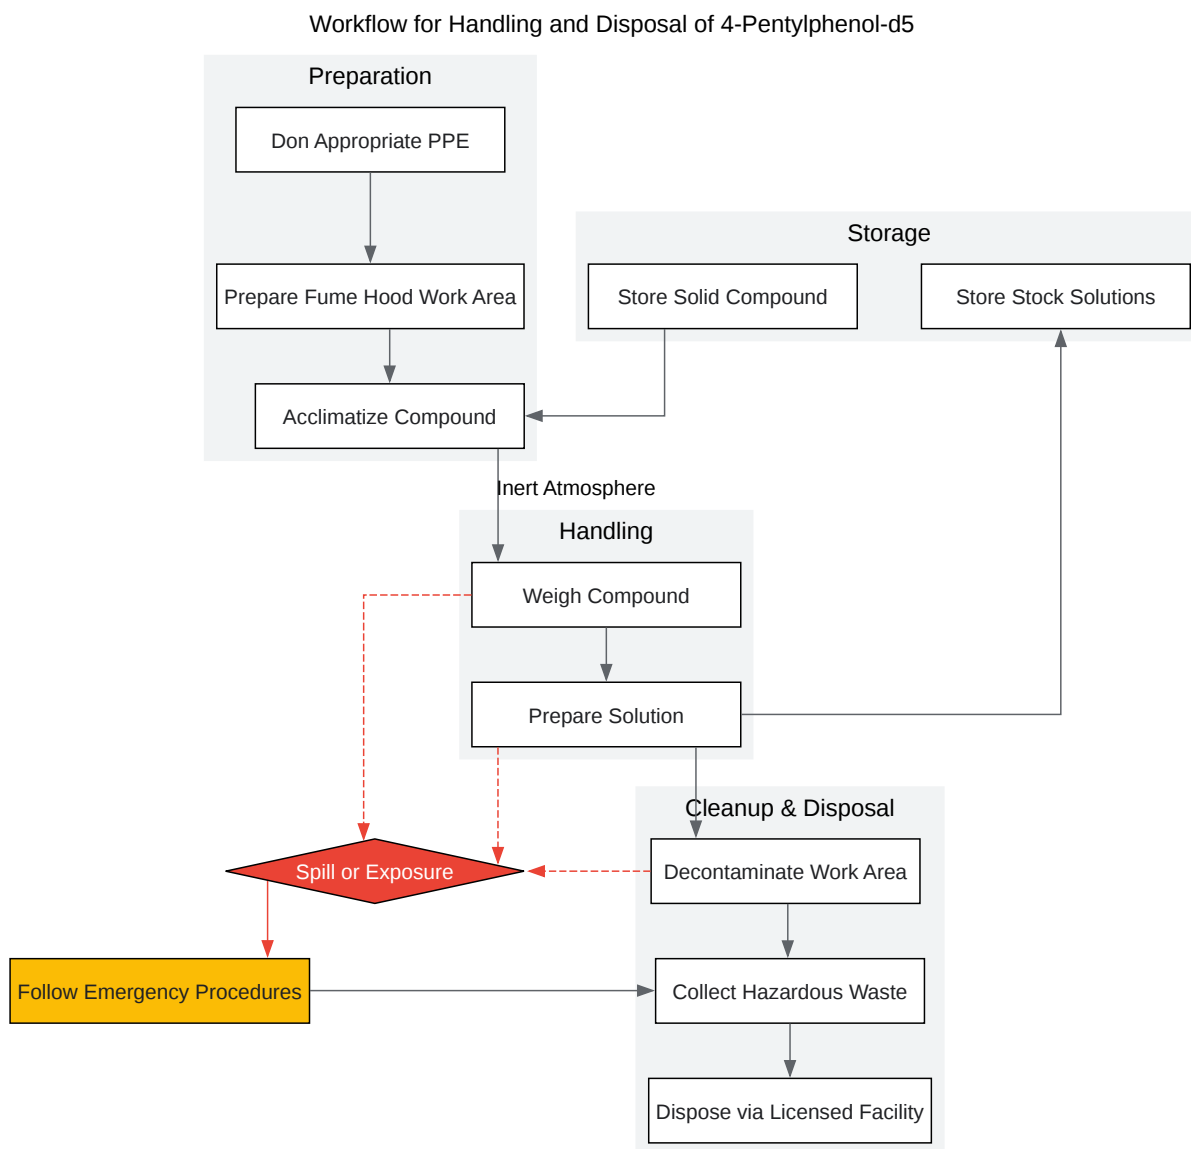 Workflow for Handling and Disposal of 4-Pentylphenol-d5
Preparation
Don Appropriate PPE
Storage
Prepare Fume Hood Work Area
Store Solid Compound
Store Stock Solutions
Acclimatize Compound
Inert Atmosphere
Handling
Weigh Compound
Prepare Solution
Cleanup & Disposal
Spill or Exposure
Decontaminate Work Area
Follow Emergency Procedures
Collect Hazardous Waste
Dispose via Licensed Facility